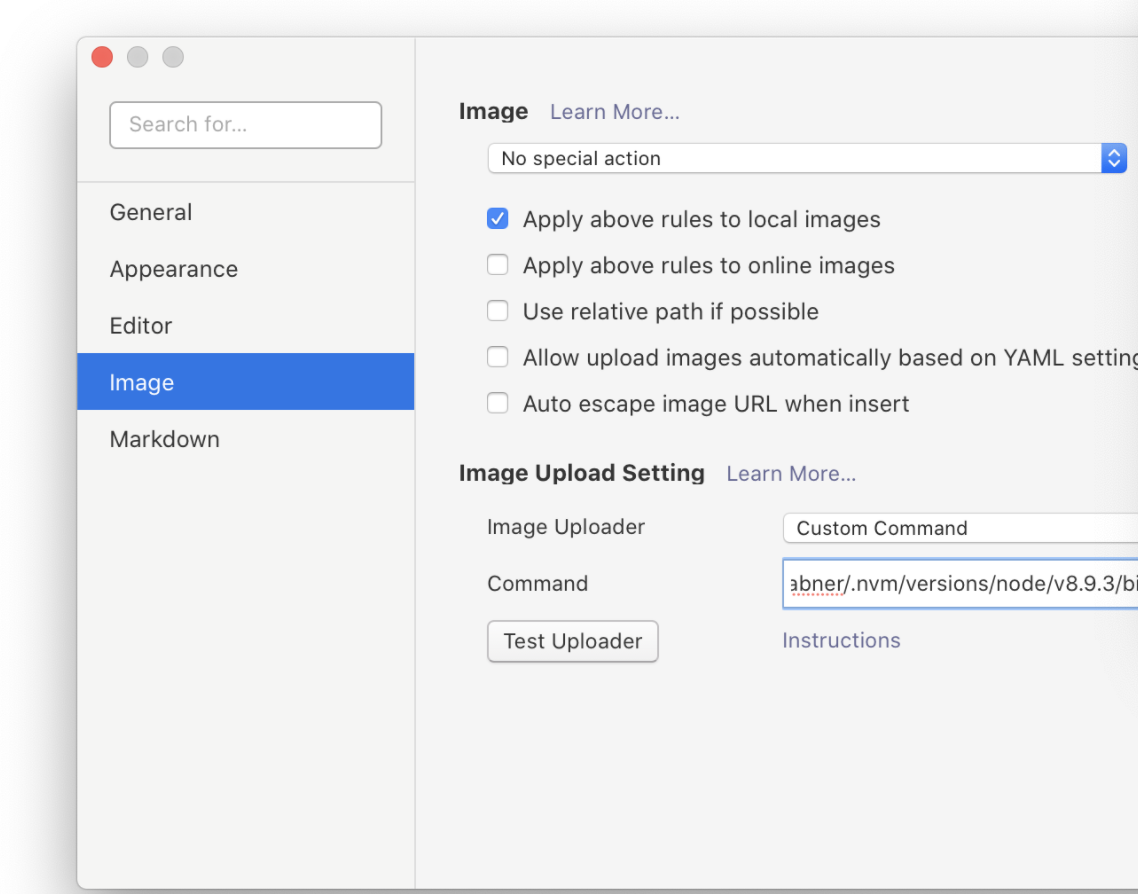 Search for...
General
Appearance
Editor
Image
Markdown
Image Learn More...
No special action
Apply above rules to local images
Apply above rules to online images
Use relative path if possible
Allow upload images automatically based on YAML setting
Auto escape image URL when insert
Image Upload Setting Learn More...
Image Uploader Custom Command
Command abner/.nvm/versions/node/v8.9.3/bi
Test Uploader Instructions